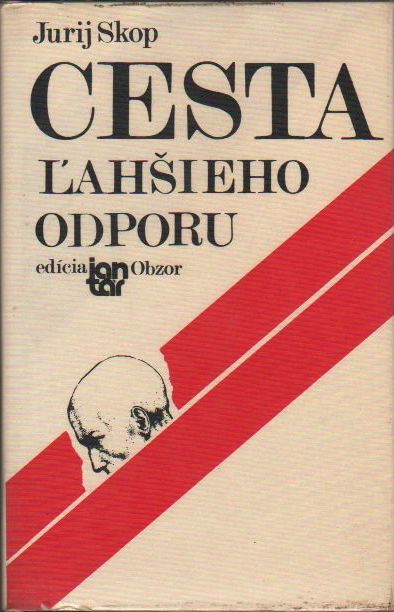 Jurij Skop
CESTA
ĽAHŠIEHO
ODPORU
edícia jantár Obzor